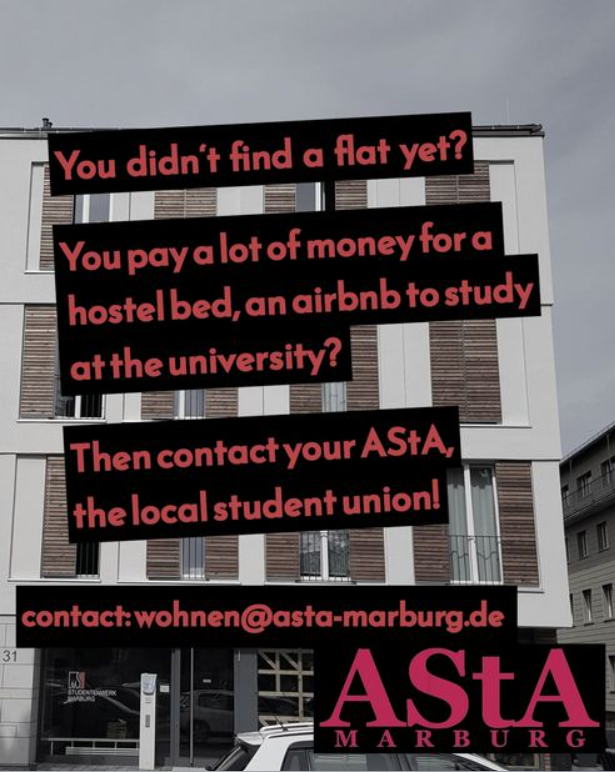 You didn't find a flat yet?
You pay a lot of money for a
hostel bed, an airbnb to study
at the university?
Then contact your AStA,
the local student union!
contact: wohnen@asta-marburg.de
31
STUDENTENWERK
MARBURG
AStA
MARBURG